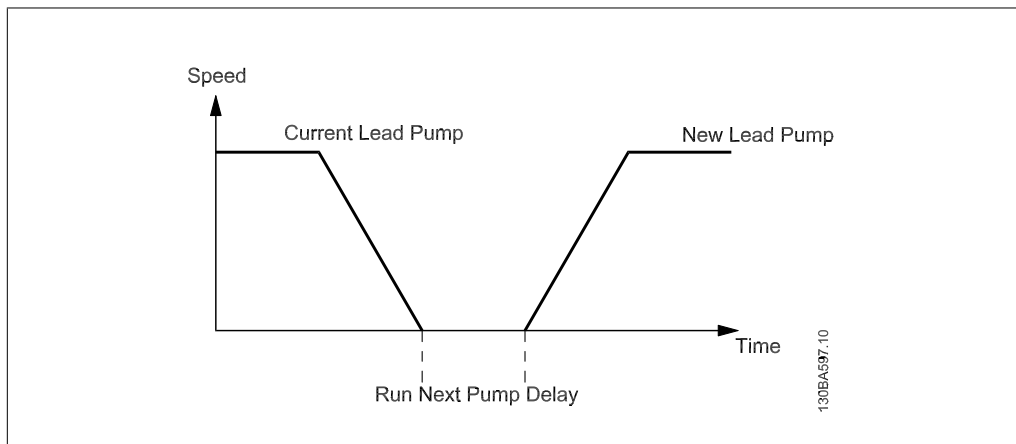 Speed
Current Lead Pump
New Lead Pump
Time
Run Next Pump Delay
130BA597.10